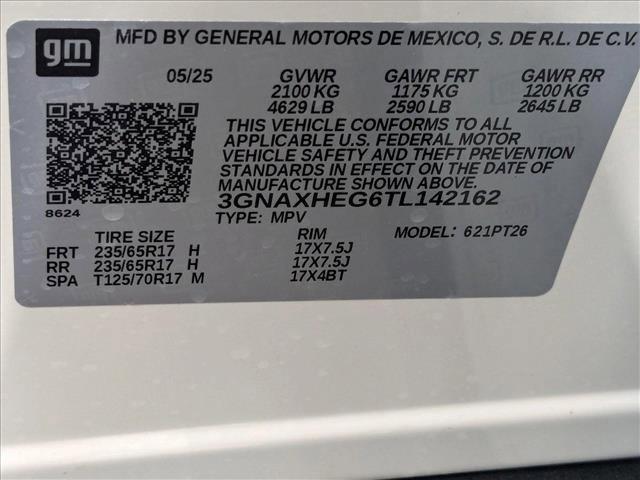 gm MFD BY GENERAL MOTORS DE MEXICO, S. DE R.L. DE C.V.
05/25 GVWR GAWR FRT GAWR RR
2100 KG 1175 KG 1200 KG
4629 LB 2590 LB 2645 LB
THIS VEHICLE CONFORMS TO ALL
APPLICABLE U.S. FEDERAL MOTOR
VEHICLE SAFETY AND THEFT PREVENTION
STANDARDS IN EFFECT ON THE DATE OF
MANUFACTURE SHOWN ABOVE.
8624 3GNAXHEG6TL142162
TYPE: MPV MODEL: 621PT26
TIRE SIZE RIM
FRT 235/65R17 H 17X7.5J
RR 235/65R17 H 17X7.5J
SPA T125/70R17 M 17X4BT